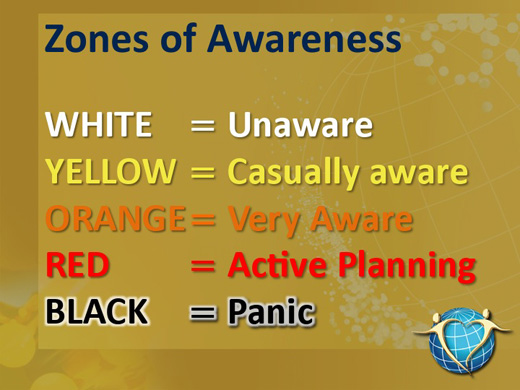 Zones of Awareness
WHITE = Unaware
YELLOW = Casually aware
ORANGE = Very Aware
RED = Active Planning
BLACK = Panic